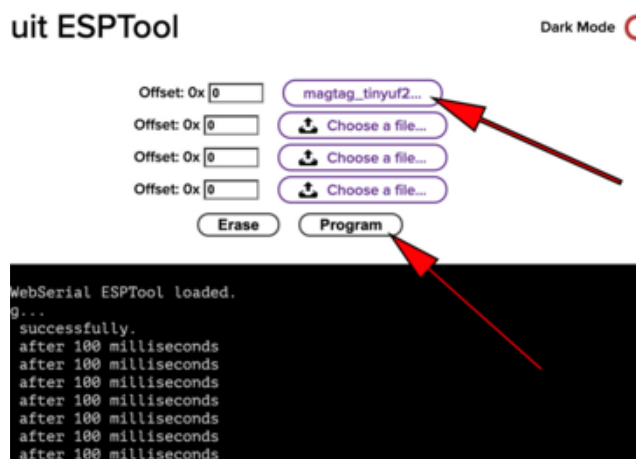 uit ESPTool
Dark Mode
Offset: 0x 0 magtag_tinyuf2...
Offset: 0x 0 Choose a file...
Offset: 0x 0 Choose a file...
Offset: 0x 0 Choose a file...
Erase Program
WebSerial ESPTool loaded.
g...
successfully.
after 100 milliseconds
after 100 milliseconds
after 100 milliseconds
after 100 milliseconds
after 100 milliseconds
after 100 milliseconds
after 100 milliseconds